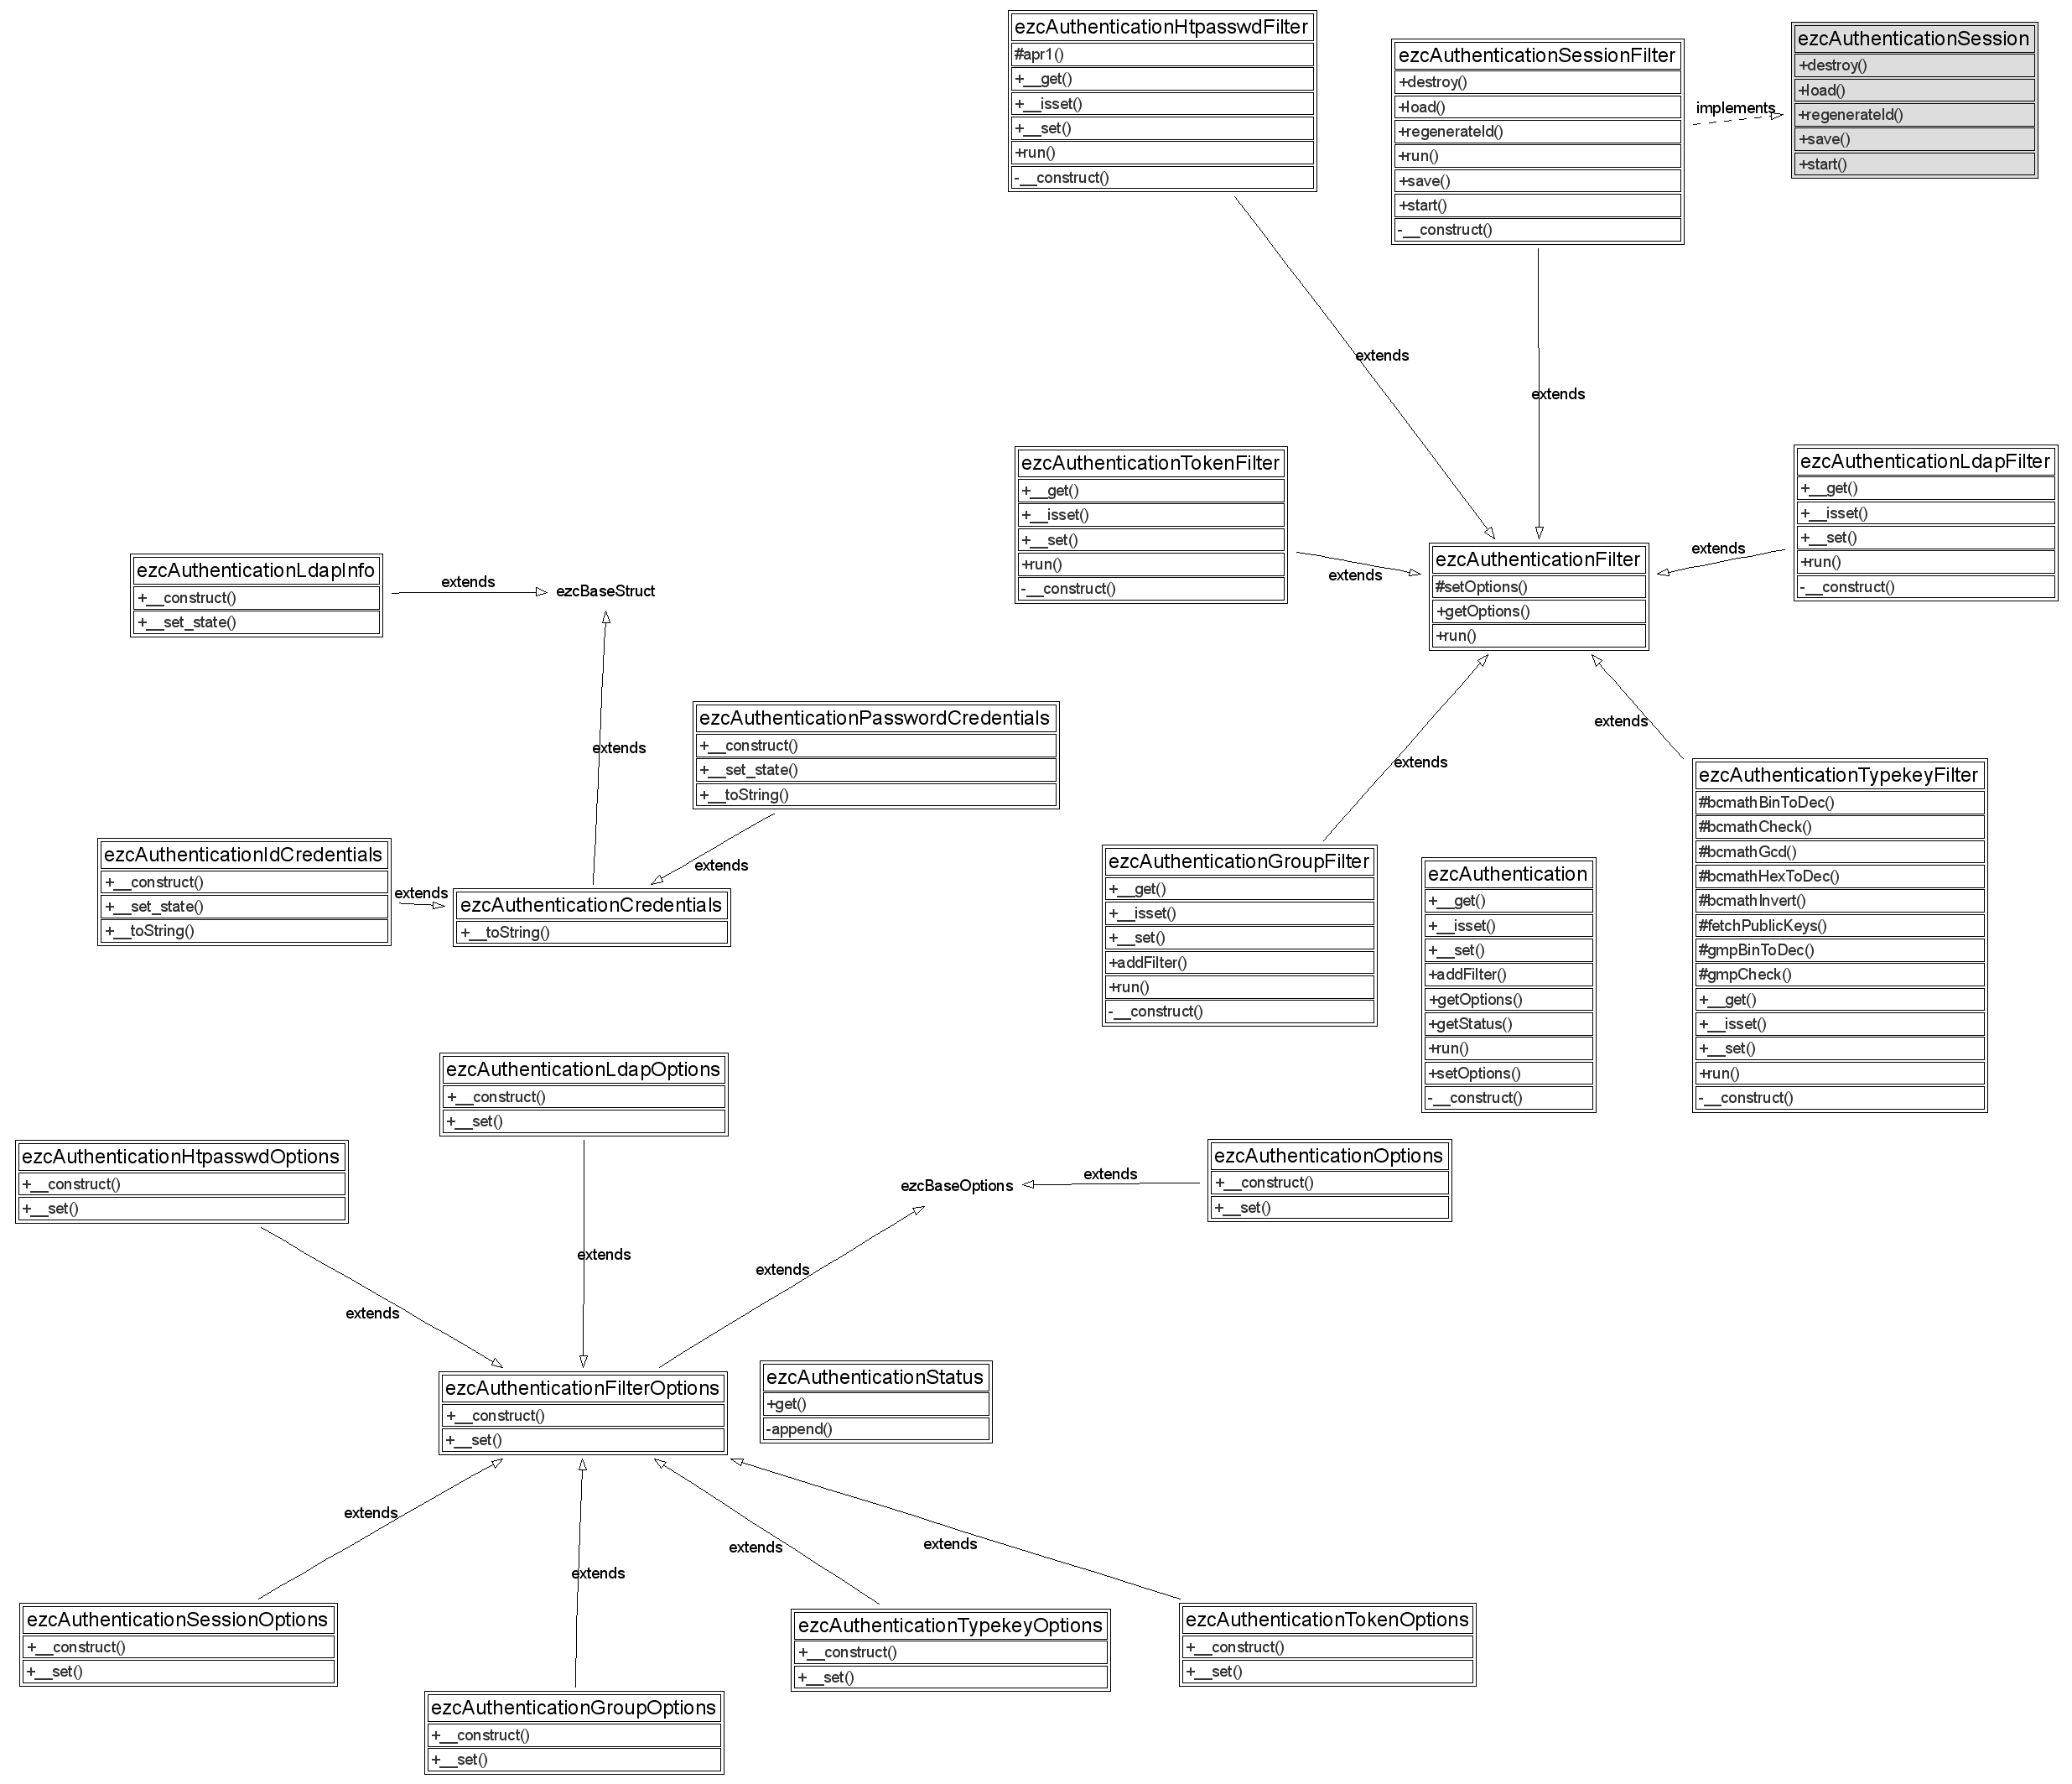 ezcAuthenticationHtpasswdFilter
#apr1()
+__get()
+__isset()
+__set()
+run()
-__construct()
ezcAuthenticationSessionFilter
+destroy()
+load()
+regenerateId()
+run()
+save()
+start()
-__construct()
implements
ezcAuthenticationSession
+destroy()
+load()
+regenerateId()
+save()
+start()
extends
extends
ezcAuthenticationTokenFilter
+__get()
+__isset()
+__set()
+run()
-__construct()
extends
ezcAuthenticationFilter
#setOptions()
+getOptions()
+run()
extends
ezcAuthenticationLdapFilter
+__get()
+__isset()
+__set()
+run()
-__construct()
ezcAuthenticationLdapInfo
+__construct()
+__set_state()
extends
ezcBaseStruct
extends
ezcAuthenticationPasswordCredentials
+__construct()
+__set_state()
+__toString()
extends
ezcAuthenticationIdCredentials
+__construct()
+__set_state()
+__toString()
extends
ezcAuthenticationCredentials
+__toString()
extends
extends
ezcAuthenticationGroupFilter
+__get()
+__isset()
+__set()
+addFilter()
+run()
-__construct()
ezcAuthentication
+__get()
+__isset()
+__set()
+addFilter()
+getOptions()
+getStatus()
+run()
+setOptions()
-__construct()
ezcAuthenticationTypekeyFilter
#bcmathBinToDec()
#bcmathCheck()
#bcmathGcd()
#bcmathHexToDec()
#bcmathInvert()
#fetchPublicKeys()
#gmpBinToDec()
#gmpCheck()
+__get()
+__isset()
+__set()
+run()
-__construct()
ezcAuthenticationLdapOptions
+__construct()
+__set()
ezcAuthenticationHtpasswdOptions
+__construct()
+__set()
ezcBaseOptions
extends
ezcAuthenticationOptions
+__construct()
+__set()
extends
extends
extends
ezcAuthenticationFilterOptions
+__construct()
+__set()
ezcAuthenticationStatus
+get()
-append()
extends
extends
extends
extends
ezcAuthenticationSessionOptions
+__construct()
+__set()
ezcAuthenticationGroupOptions
+__construct()
+__set()
ezcAuthenticationTypekeyOptions
+__construct()
+__set()
ezcAuthenticationTokenOptions
+__construct()
+__set()